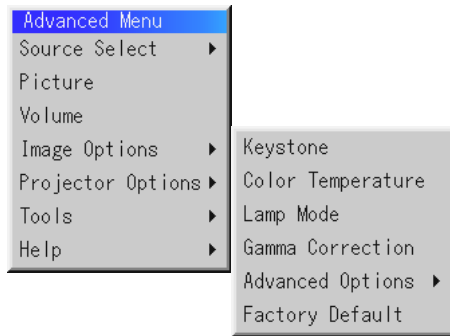 Advanced Menu
Source Select
Picture
Volume
Image Options
Projector Options
Tools
Help
Keystone
Color Temperature
Lamp Mode
Gamma Correction
Advanced Options
Factory Default